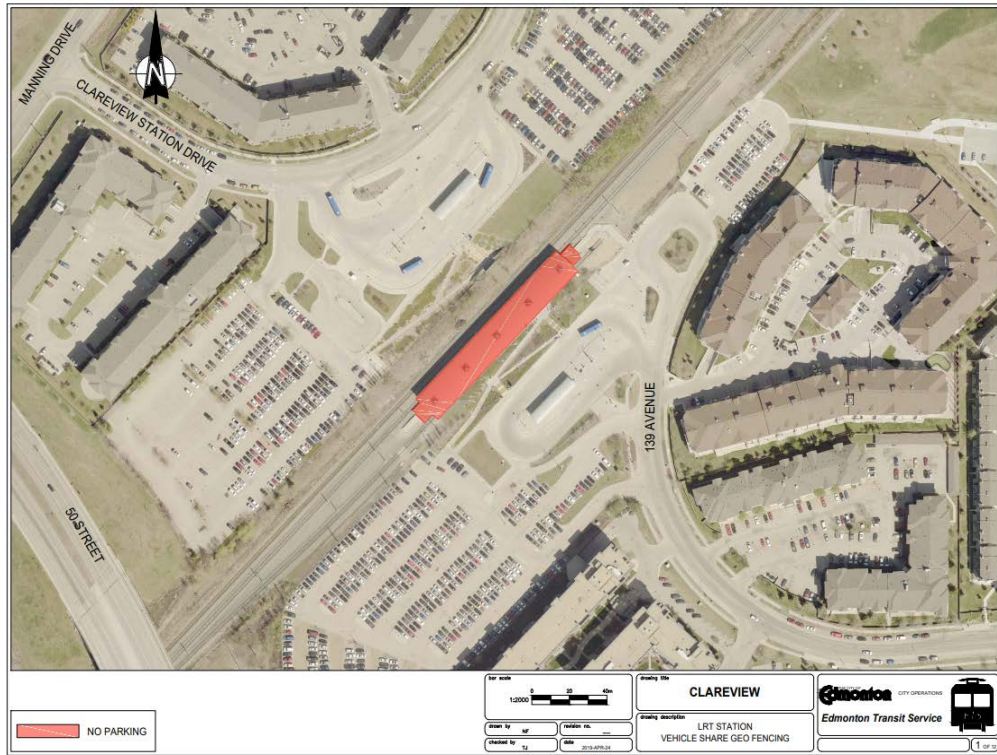 MANNING DRIVE
N
CLAREVIEW STATION DRIVE
139 AVENUE
50 STREET
NO PARKING
bar scale
1:2000
0 20 40m
drawn by
NF
revision no.
checked by
TJ
date
2019-APR-24
drawing title
CLAREVIEW
drawing description
LRT STATION
VEHICLE SHARE GEO FENCING
Edmonton
CITY OPERATIONS
Edmonton Transit Service
1 OF